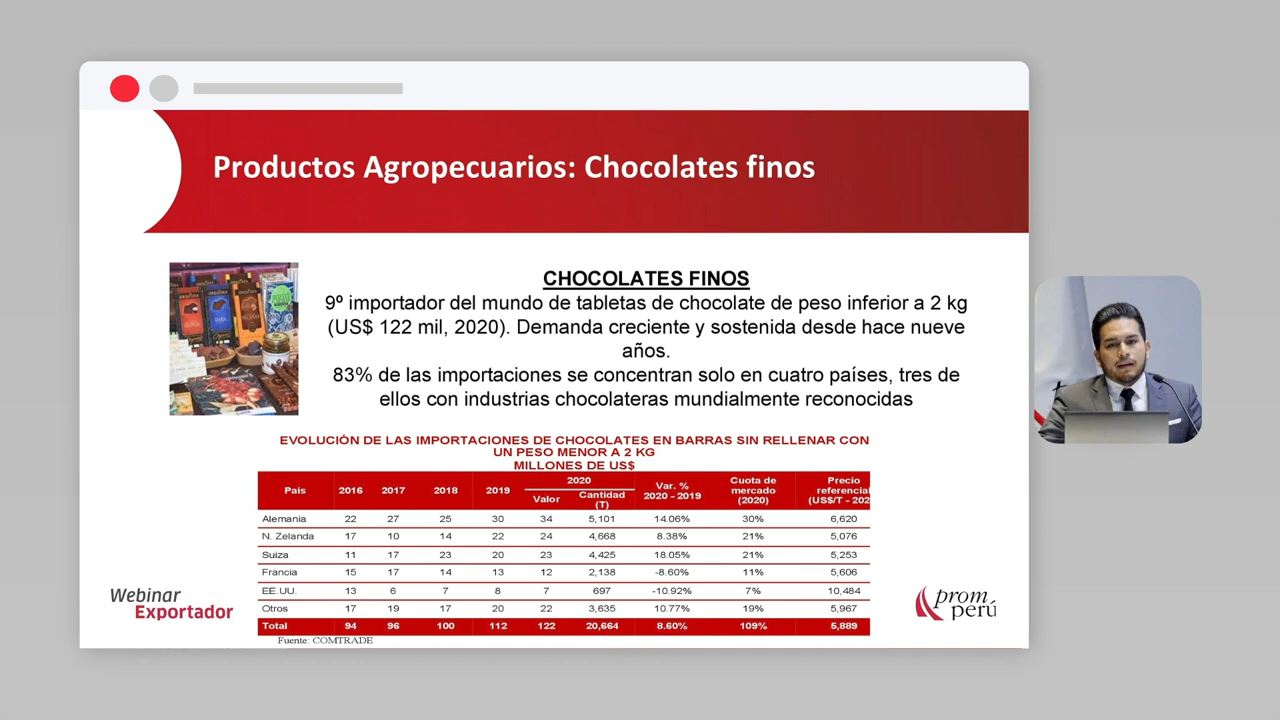 Productos Agropecuarios: Chocolates finos
CHOCOLATES FINOS
9º importador del mundo de tabletas de chocolate de peso inferior a 2 kg
(US$ 122 mil, 2020). Demanda creciente y sostenida desde hace nueve
años.
83% de las importaciones se concentran solo en cuatro países, tres de
ellos con industrias chocolateras mundialmente reconocidas
EVOLUCIÓN DE LAS IMPORTACIONES DE CHOCOLATES EN BARRAS SIN RELLENAR CON
UN PESO MENOR A 2 KG
MILLONES DE US$
Pais 2016 2017 2018 2019 2020 Valor Cantidad (T) Var. % 2020 - 2019 Cuota de mercado (2020) Precio referencial (US$/T - 202
Alemania 22 27 25 30 34 5,101 14.06% 30% 6,620
N. Zelanda 17 10 14 22 24 4,668 8.38% 21% 5,076
Suiza 11 17 23 20 23 4,425 18.05% 21% 5,253
Francia 15 17 14 13 12 2,138 -8.60% 11% 5,606
EE.UU. 13 6 7 8 7 697 -10.92% 7% 10,484
Otros 17 19 17 20 22 3,635 10.77% 19% 5,967
Total 94 96 100 112 122 20,664 8.60% 109% 5,889
Fuente: COMTRADE
Webinar
Exportador
prom
perú